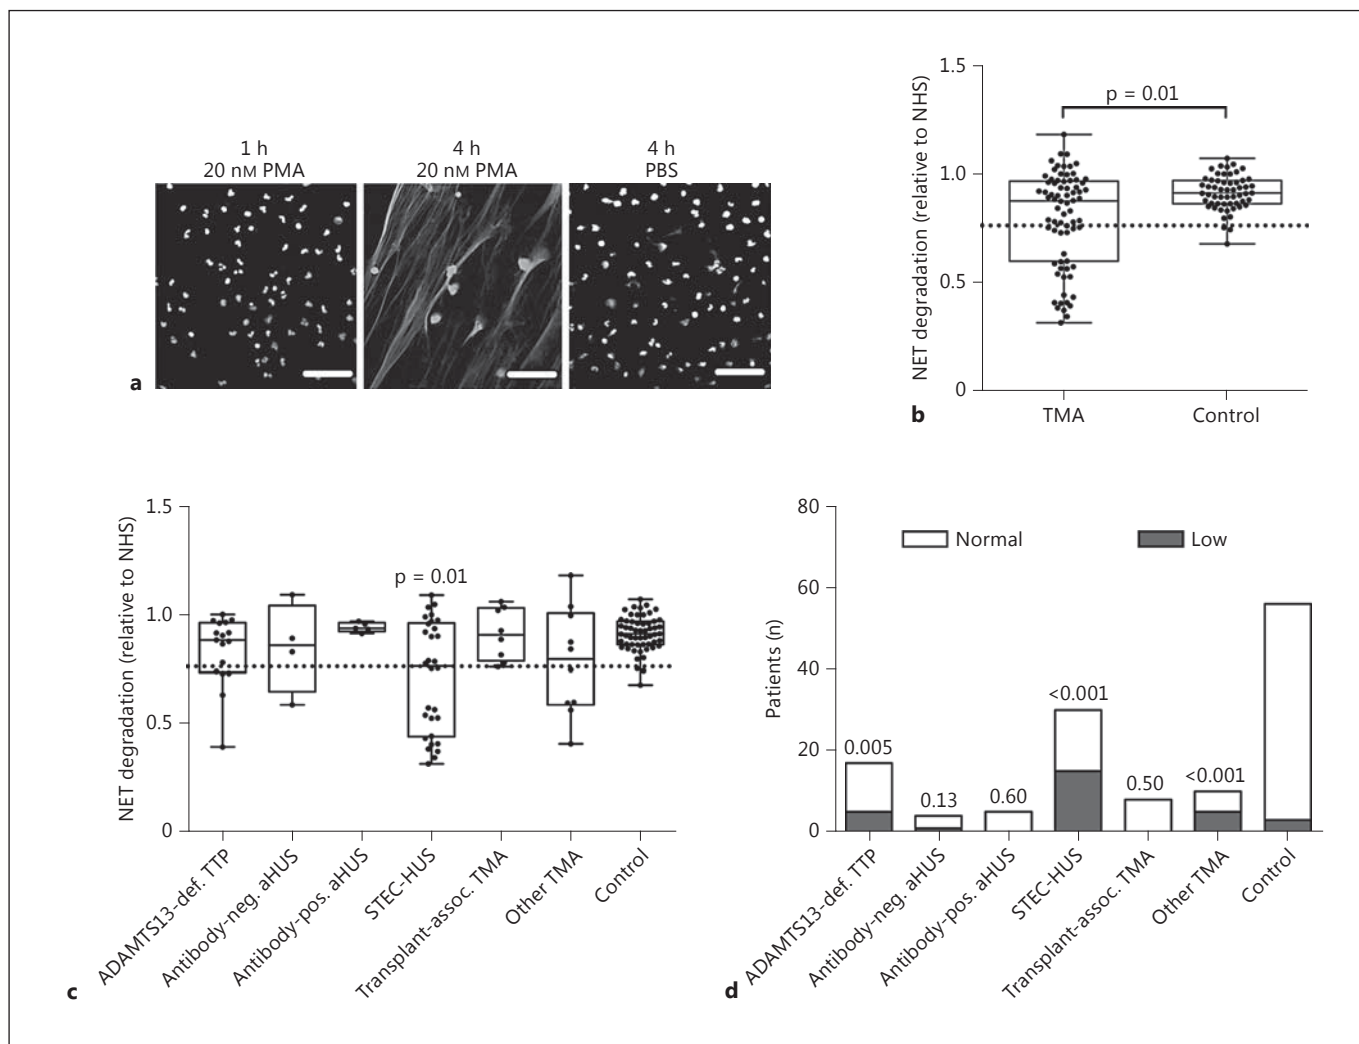 1 h
20 nM PMA
4 h
20 nM PMA
4 h
PBS
a
NET degradation (relative to NHS)
1.5
1.0
0.5
0
p = 0.01
TMA
Control
b
NET degradation (relative to NHS)
1.5
1.0
0.5
0
p = 0.01
ADAMTS13-def. TTP
Antibody-neg. aHUS
Antibody-pos. aHUS
STEC-HUS
Transplant-assoc. TMA
Other TMA
Control
c
Patients (n)
80
60
40
20
0
Normal
Low
0.005
0.13
0.60
<0.001
0.50
<0.001
ADAMTS13-def. TTP
Antibody-neg. aHUS
Antibody-pos. aHUS
STEC-HUS
Transplant-assoc. TMA
Other TMA
Control
d